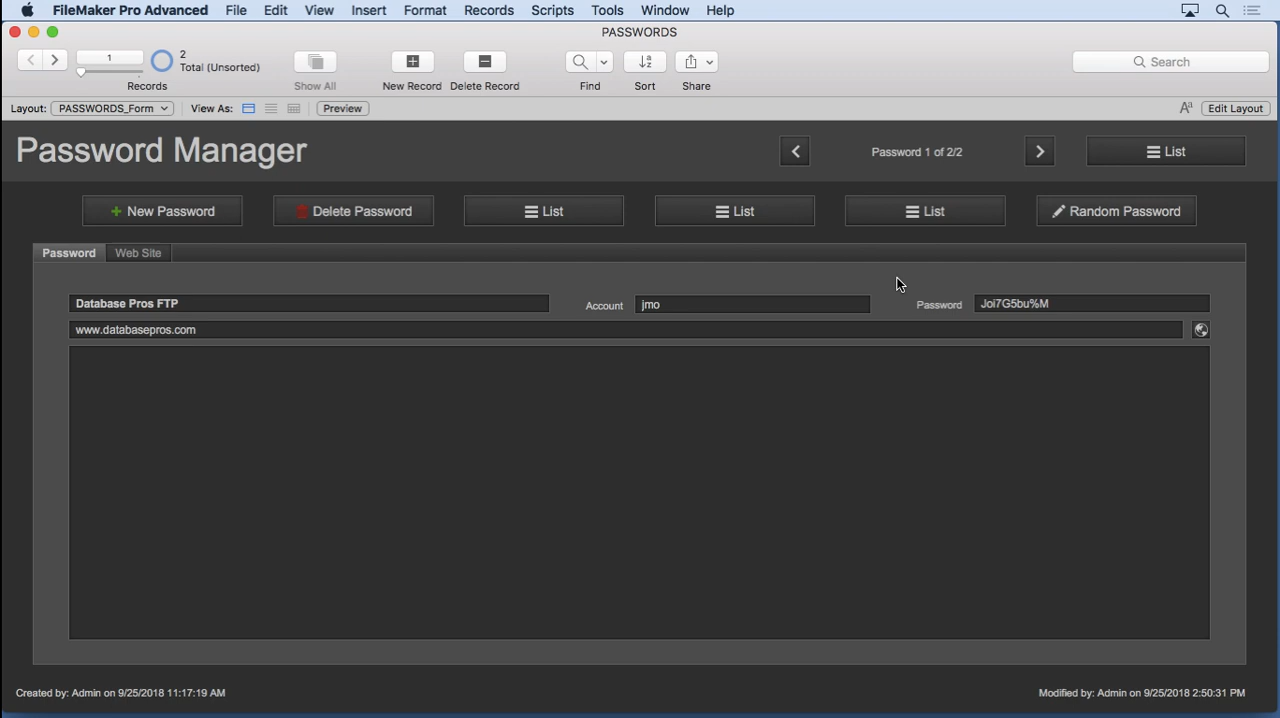 FileMaker Pro Advanced File Edit View Insert Format Records Scripts Tools Window Help
PASSWORDS
1
2
Total (Unsorted)
Records
Show All
New Record
Delete Record
Find
Sort
Share
Search
Layout: PASSWORDS_Form View As: Preview Aa Edit Layout
Password Manager
Password 1 of 2/2
List
New Password
Delete Password
List
List
List
Random Password
Password Web Site
Database Pros FTP
Account jmo
Password Joi7G5bu%M
www.databasepros.com
Created by: Admin on 9/25/2018 11:17:19 AM
Modified by: Admin on 9/25/2018 2:50:31 PM